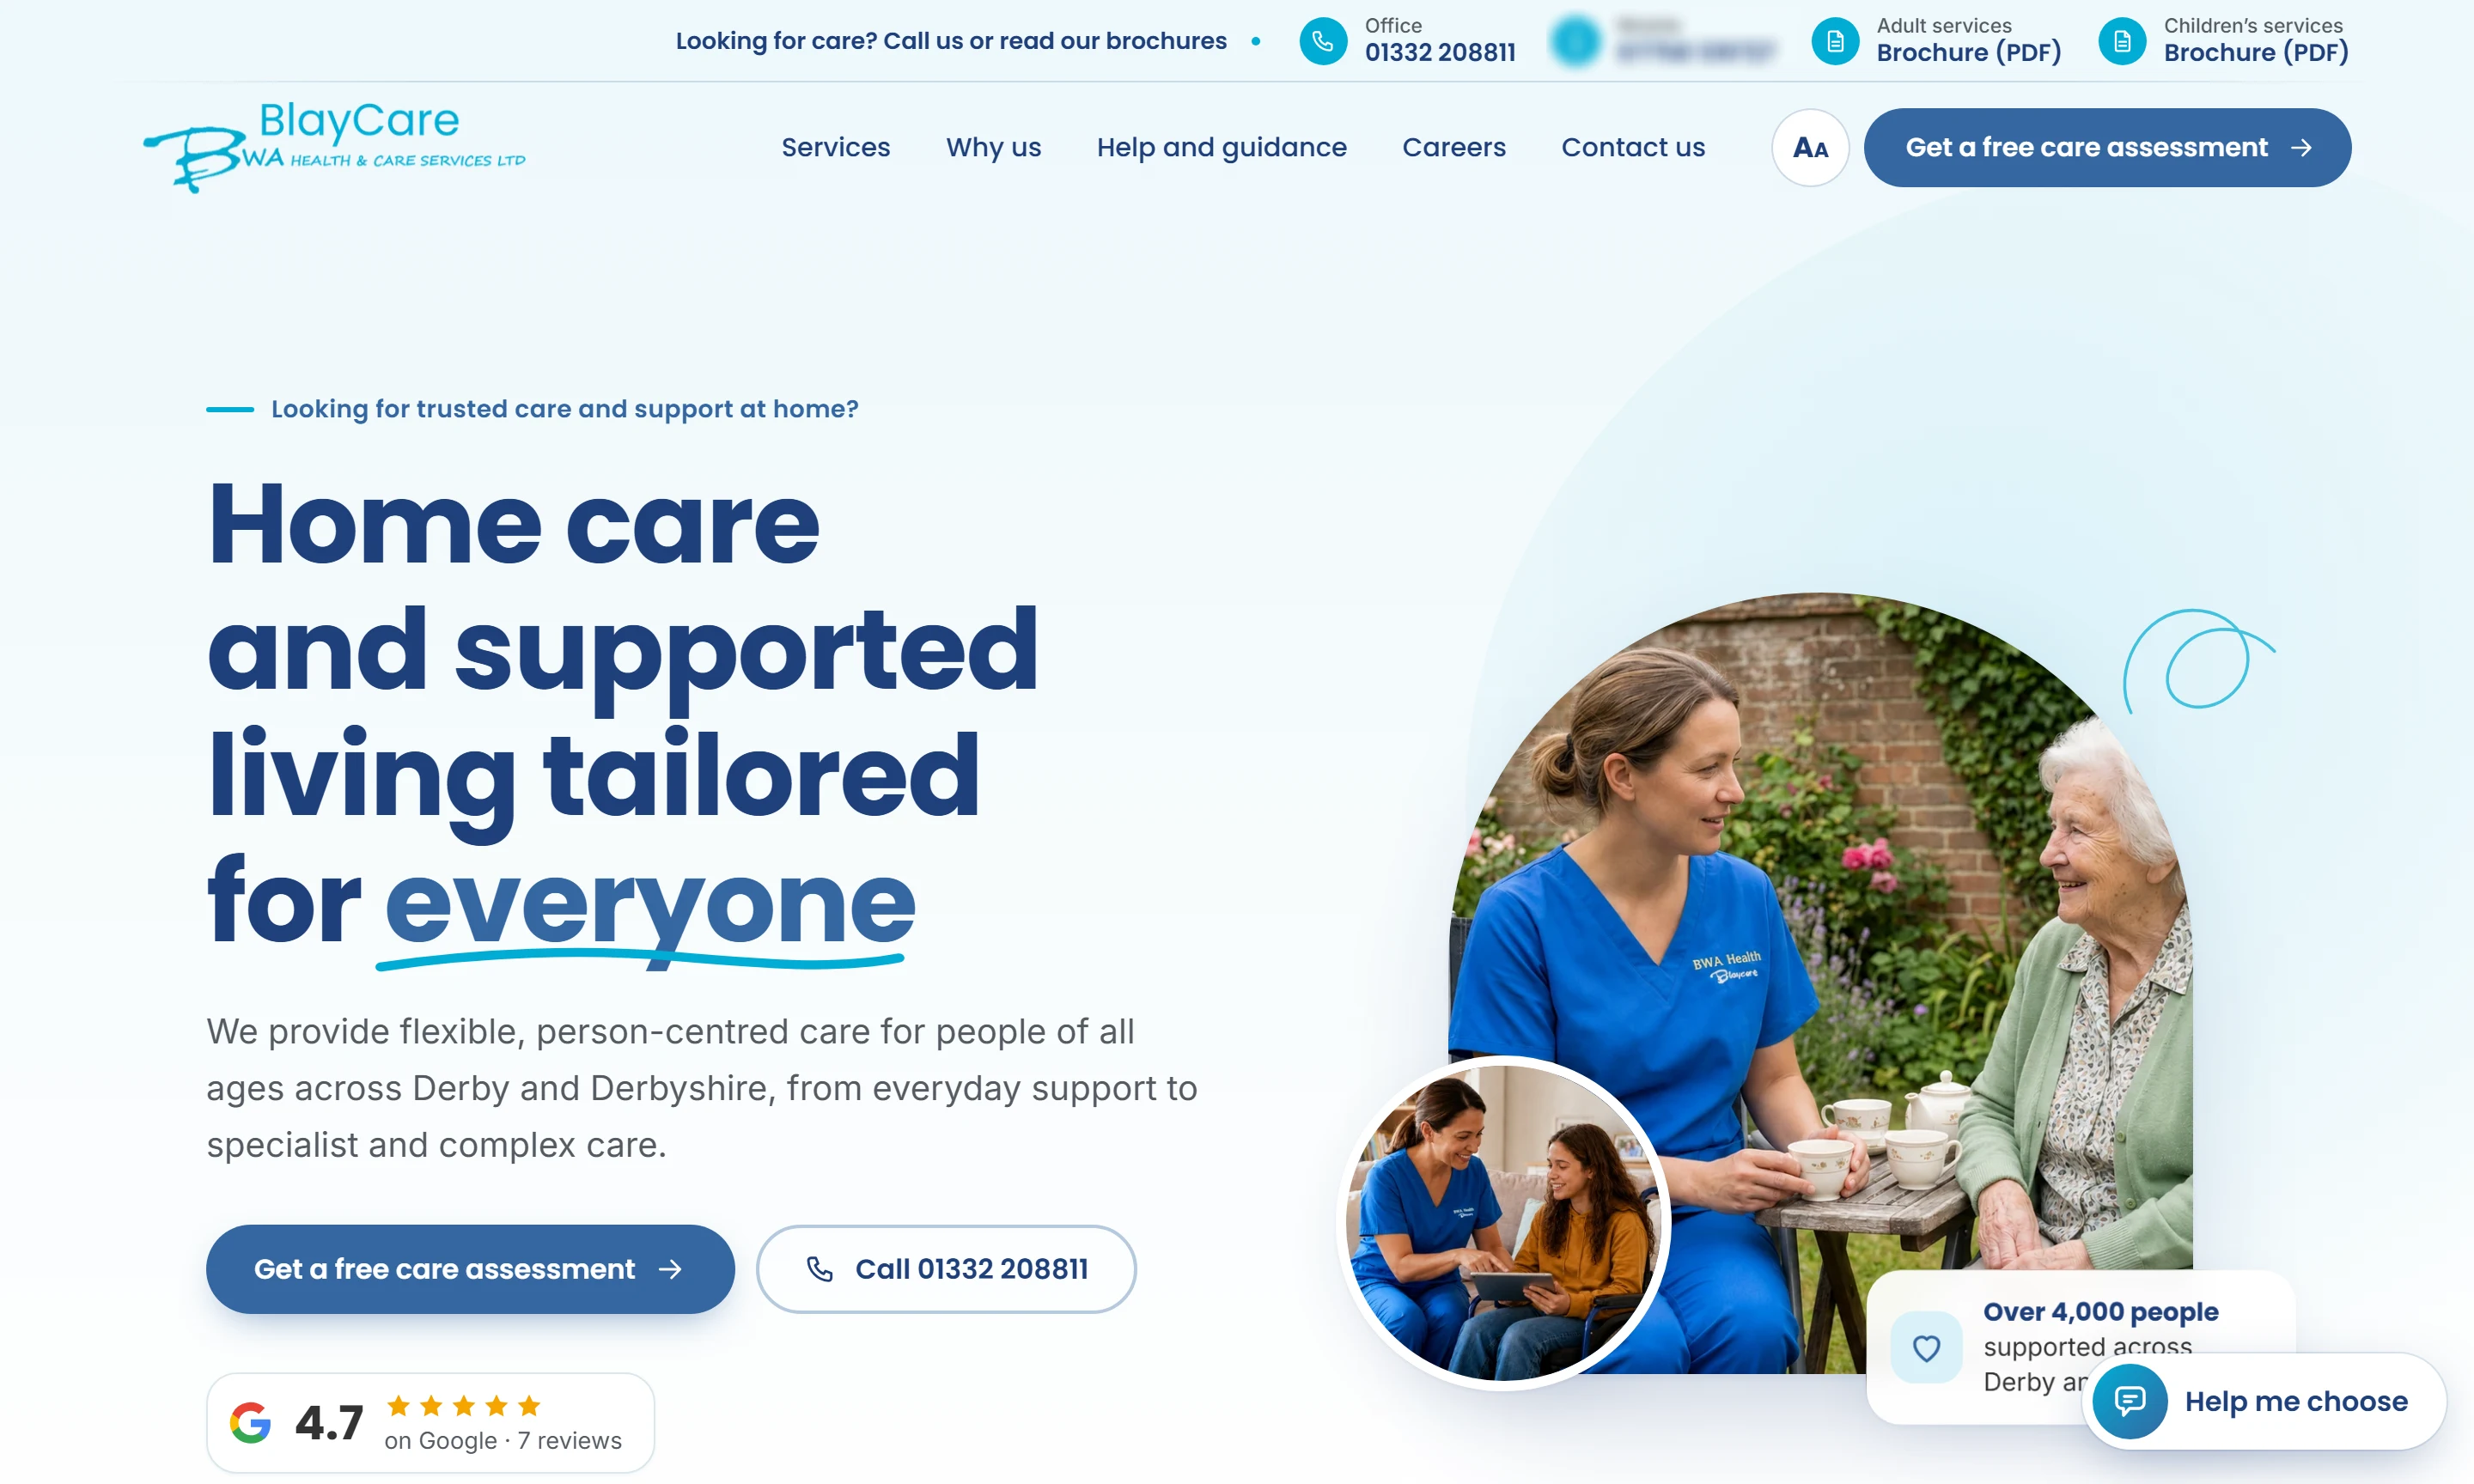 Looking for care? Call us or read our brochures
Office
01332 208811
Adult services
Brochure (PDF)
Children’s services
Brochure (PDF)
BlayCare
BWA HEALTH & CARE SERVICES LTD
Services
Why us
Help and guidance
Careers
Contact us
AA
Get a free care assessment
Looking for trusted care and support at home?
Home care
and supported
living tailored
for everyone
We provide flexible, person-centred care for people of all
ages across Derby and Derbyshire, from everyday support to
specialist and complex care.
Get a free care assessment
Call 01332 208811
4.7
on Google · 7 reviews
BWA Health
Blaycare
Over 4,000 people
supported across
Derby
Help me choose